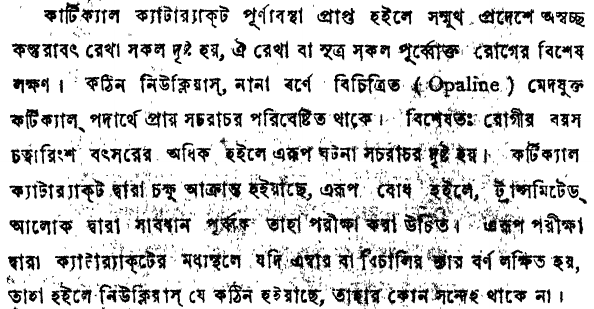 কার্টিক্যাল ক্যাটার‍্যাক্‌ট পূর্ণাবস্থা প্রাপ্ত হইলে সম্মুখ প্রদেশে অস্বচ্ছ
কন্তরাবৎ রেখা সকল দৃষ্ট হয়, ঐ রেখা বা সূত্র সকল পূর্ব্বোক্ত রোগের বিশেষ
লক্ষণ। কঠিন নিউক্লিয়াস্, নানা বর্ণে বিচিত্রিত (Opaline) মেদযুক্ত
কর্টিক্যাল্ পদার্থে প্রায় সচরাচর পরিবেষ্টিত থাকে। বিশেষতঃ রোগীর বয়স
চত্বারিংশ বৎসরের অধিক হইলে এরূপ ঘটনা সচরাচর দৃষ্ট হয়। কর্টিক্যাল
ক্যাটার‍্যাক্‌ট দ্বারা চক্ষু আক্রান্ত হইয়াছে, এরূপ বোধ হইলে, ট্রান্সমিটেড্
আলোক দ্বারা সাবধান পূর্ব্বক তাহা পরীক্ষা করা উচিত। এরূপ পরীক্ষা
দ্বারা ক্যাটার‍্যাক্‌টের মধ্যস্থলে যদি এম্বার বা বিচালির ন্যায় বর্ণ লক্ষিত হয়,
তাহা হইলে নিউক্লিয়াস্ যে কঠিন হইয়াছে, তাহার কোন সন্দেহ থাকে না।